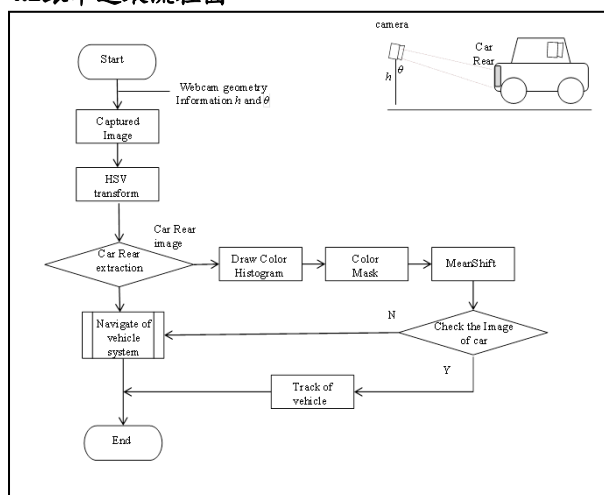 Start
Webcam geometry
Information h and θ
Captured
Image
HSV
transform
Car Rear
image
Car Rear
extraction
Draw Color
Histogram
Color
Mask
MeanShift
Check the Image
of car
N
Y
Navigate of
vehicle
system
Track of
vehicle
End
camera
Car
Rear
h
θ